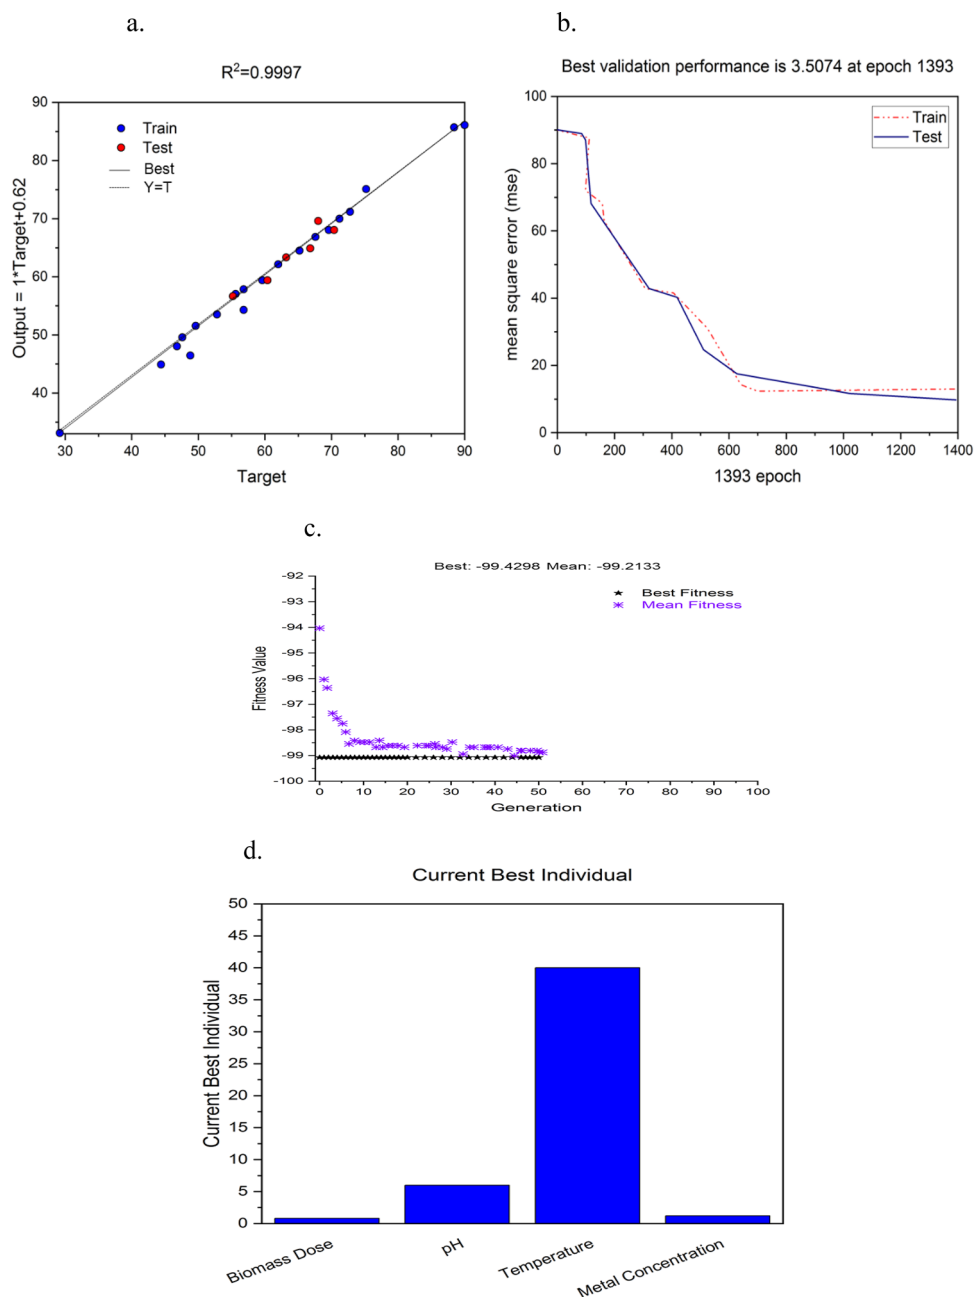 a.
R²=0.9997
Train
Test
Best
Y=T
90
80
70
60
50
40
30 40 50 60 70 80 90
Output = 1*Target+0.62
Target
b.
Best validation performance is 3.5074 at epoch 1393
Train
Test
100
80
60
40
20
0
0 200 400 600 800 1000 1200 1400
mean square error (mse)
1393 epoch
c.
Best: -99.4298 Mean: -99.2133
Best Fitness
Mean Fitness
-92
-93
-94
-95
-96
-97
-98
-99
-100
0 10 20 30 40 50 60 70 80 90 100
Fitness Value
Generation
d.
Current Best Individual
50
45
40
35
30
25
20
15
10
5
0
Current Best Individual
Biomass Dose
pH
Temperature
Metal Concentration